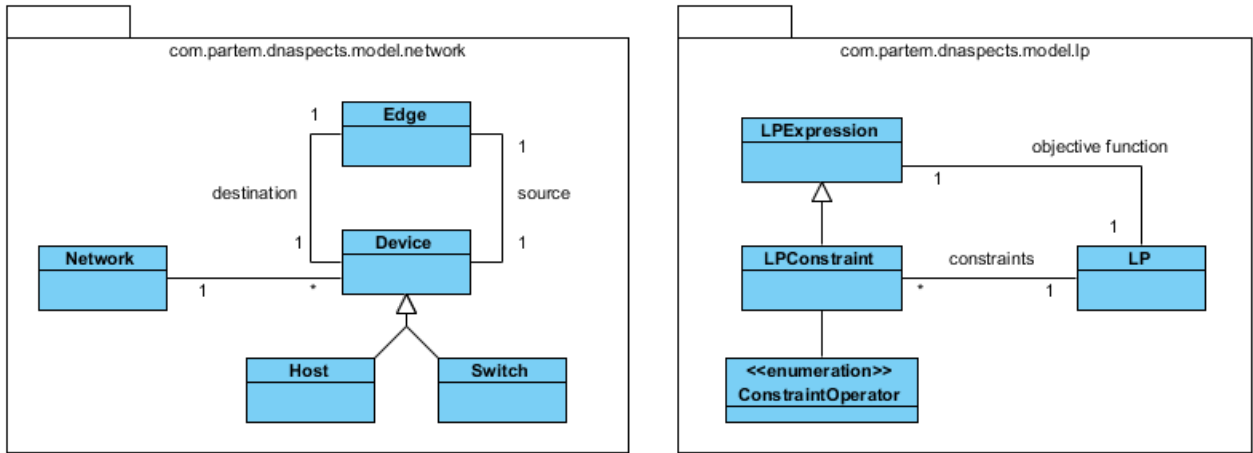 com.partem.dnaspects.model.network
1
Edge
1
destination
source
1
Device
1
Network
1
*
Host
Switch
com.partem.dnaspects.model.lp
LPExpression
objective function
1
1
LPConstraint
constraints
LP
*
1
<<enumeration>>
ConstraintOperator